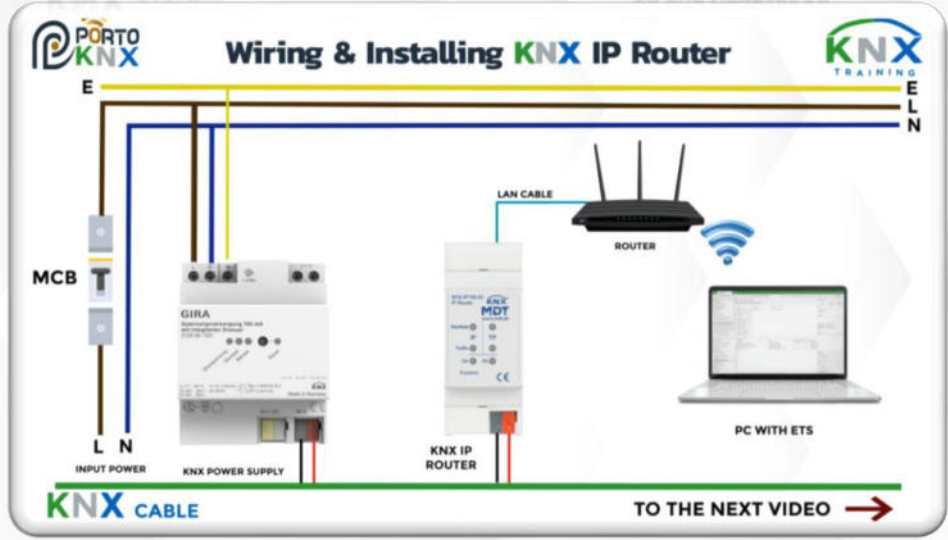 PORTO
KNX
Wiring & Installing KNX IP Router
KNX
TRAINING
E
E
L
N
LAN CABLE
ROUTER
MCB
GIRA
KNX
MDT
CE
L N
INPUT POWER
KNX POWER SUPPLY
KNX IP
ROUTER
PC WITH ETS
KNX CABLE
TO THE NEXT VIDEO